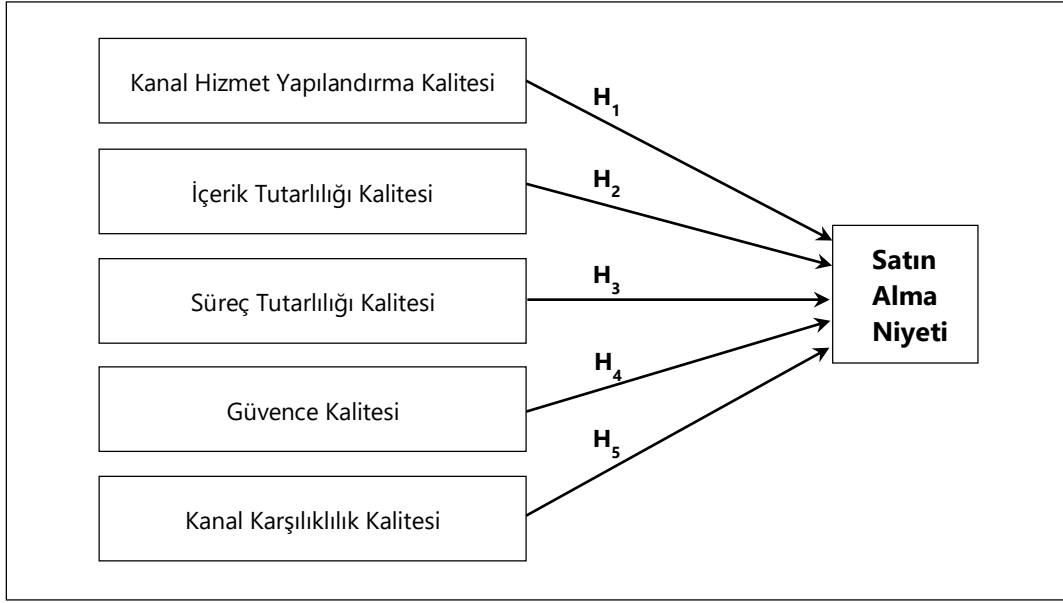 Kanal Hizmet Yapılandırma Kalitesi
H1
İçerik Tutarlılığı Kalitesi
H2
Süreç Tutarlılığı Kalitesi
H3
Güvence Kalitesi
H4
Kanal Karşılıklılık Kalitesi
H5
Satın
Alma
Niyeti